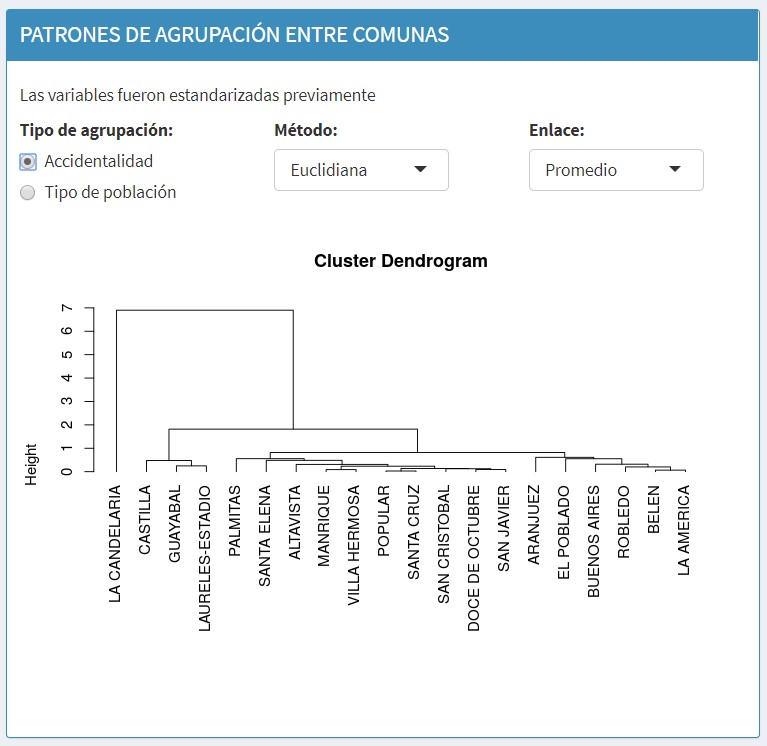 PATRONES DE AGRUPACIÓN ENTRE COMUNAS
Las variables fueron estandarizadas previamente
Tipo de agrupación:
Accidentalidad
Tipo de población
Método:
Euclidiana
Enlace:
Promedio
Cluster Dendrogram
Height
7
6
5
4
3
2
1
0
LA CANDELARIA
CASTILLA
GUAYABAL
LAURELES-ESTADIO
PALMITAS
SANTA ELENA
ALTAVISTA
MANRIQUE
VILLA HERMOSA
POPULAR
SANTA CRUZ
SAN CRISTOBAL
DOCE DE OCTUBRE
SAN JAVIER
ARANJUEZ
EL POBLADO
BUENOS AIRES
ROBLEDO
BELEN
LA AMERICA